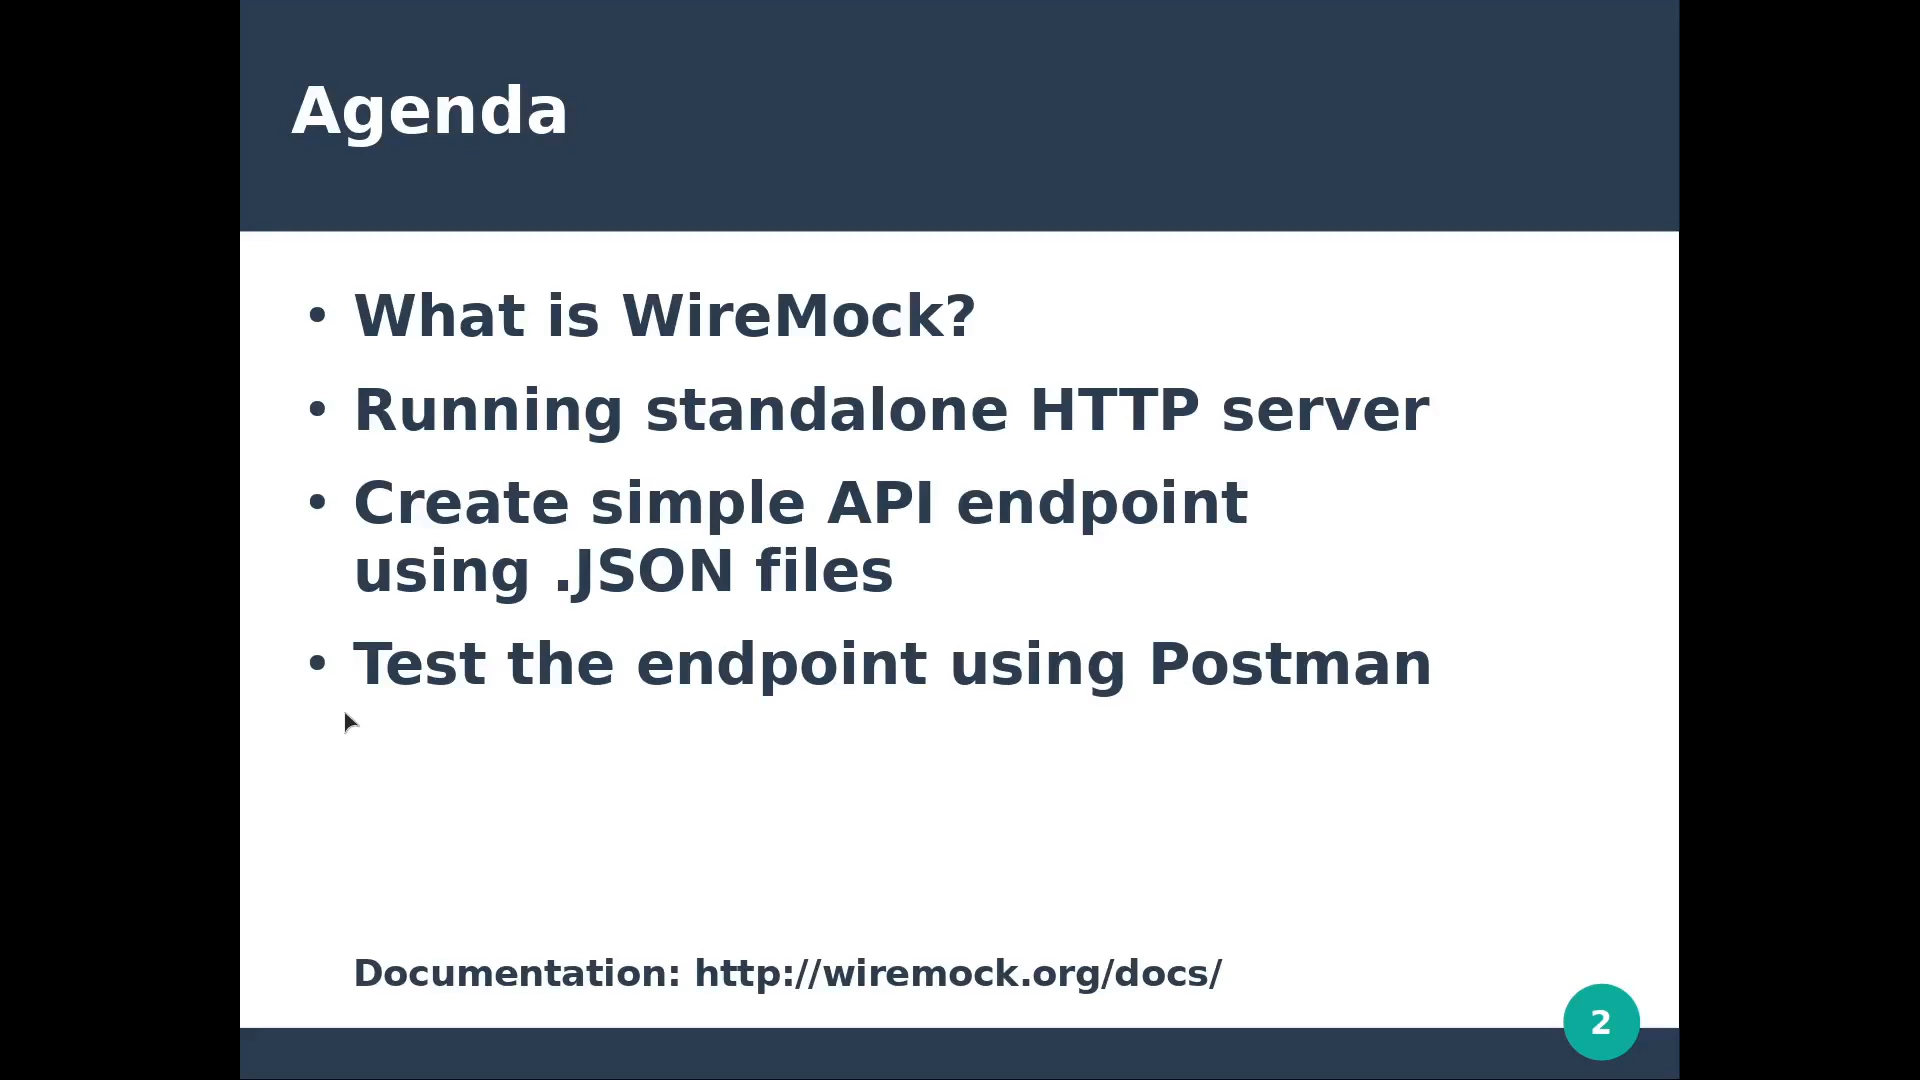 Agenda
• What is WireMock?
• Running standalone HTTP server
• Create simple API endpoint
using .JSON files
• Test the endpoint using Postman
Documentation: http://wiremock.org/docs/
2